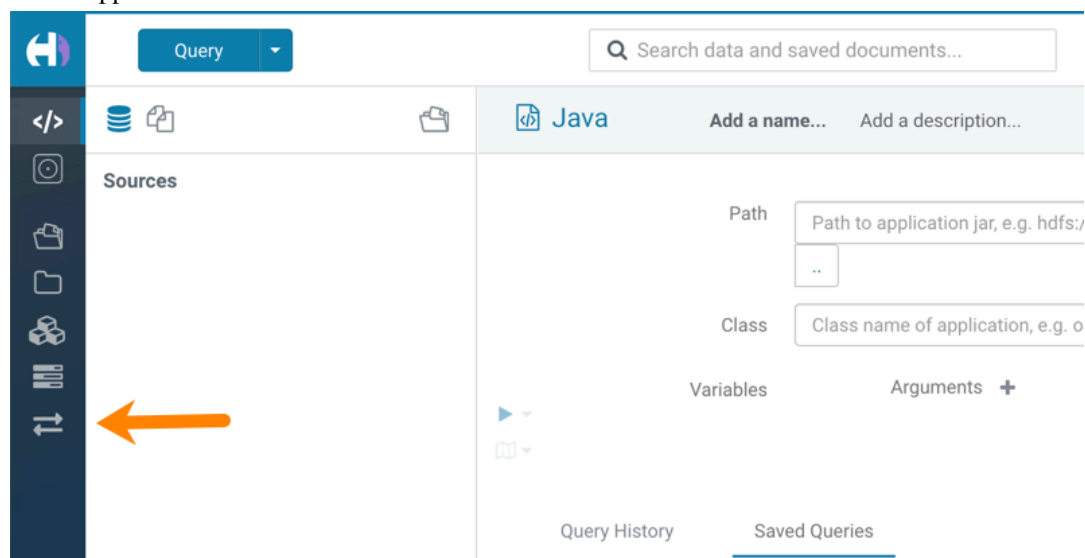 Query
Search data and saved documents...
Java
Add a name...
Add a description...
Sources
Path
Path to application jar, e.g. hdfs:/
..
Class
Class name of application, e.g. o
Variables
Arguments
Query History
Saved Queries